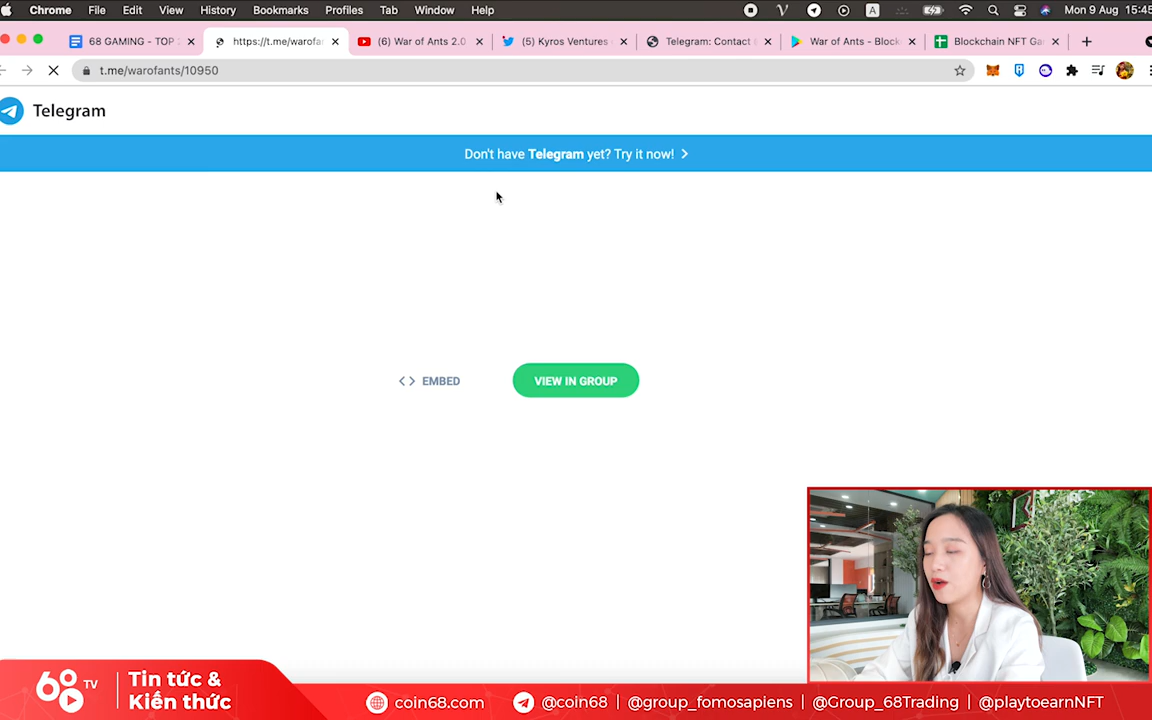 Chrome File Edit View History Bookmarks Profiles Tab Window Help A Mon 9 Aug 15:45
68 GAMING - TOP https://t.me/warofa (6) War of Ants 2.0 (5) Kyros Ventures Telegram: Contact War of Ants - Block Blockchain NFT Ga
t.me/warofants/10950
Telegram
Don't have Telegram yet? Try it now!
<> EMBED VIEW IN GROUP
68 TV
Tin tức &
Kiến thức
coin68.com @coin68 | @group_fomosapiens | @Group_68Trading | @playtoearnNFT